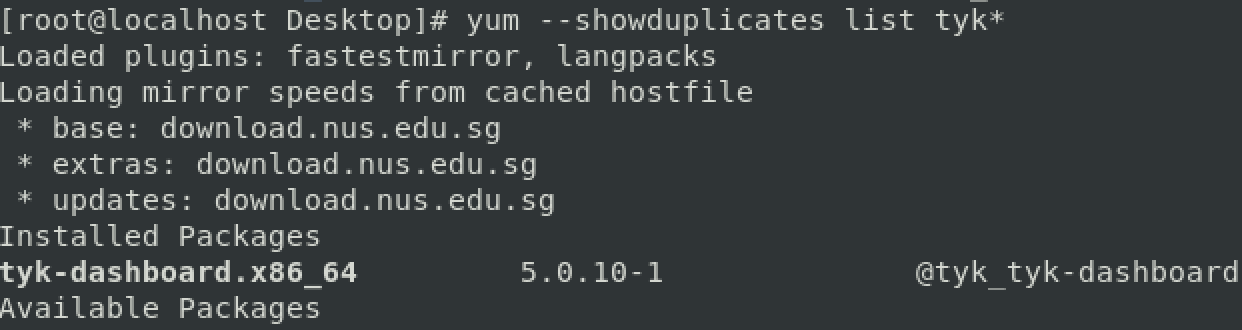 [root@localhost Desktop]# yum --showduplicates list tyk*
Loaded plugins: fastestmirror, langpacks
Loading mirror speeds from cached hostfile
 * base: download.nus.edu.sg
 * extras: download.nus.edu.sg
 * updates: download.nus.edu.sg
Installed Packages
tyk-dashboard.x86_64         5.0.10-1              @tyk_tyk-dashboard
Available Packages